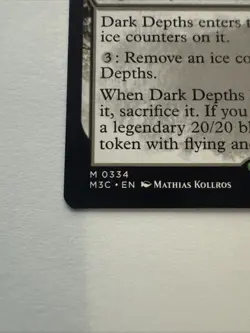 Dark Depths enters t
ice counters on it.
3: Remove an ice co
Depths.
When Dark Depths
it, sacrifice it. If you
a legendary 20/20 bl
token with flying and
M 0334
M3C • EN MATHIAS KOLLROS